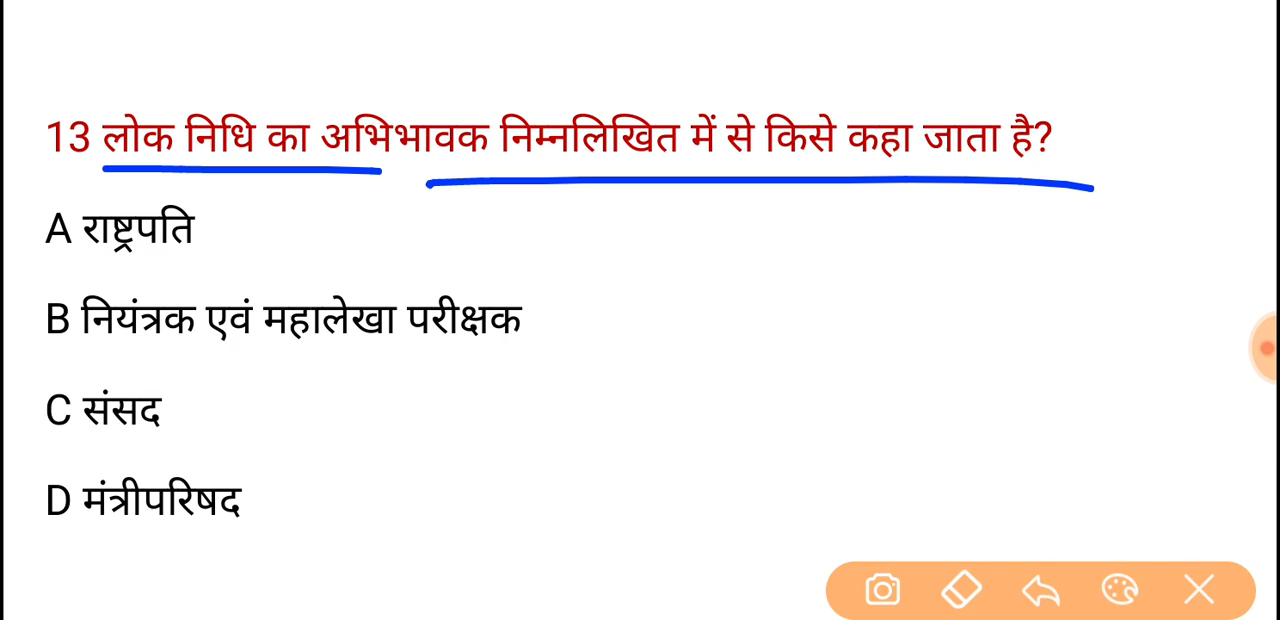 13 लोक निधि का अभिभावक निम्नलिखित में से किसे कहा जाता है?
A राष्ट्रपति
B नियंत्रक एवं महालेखा परीक्षक
C संसद
D मंत्रीपरिषद